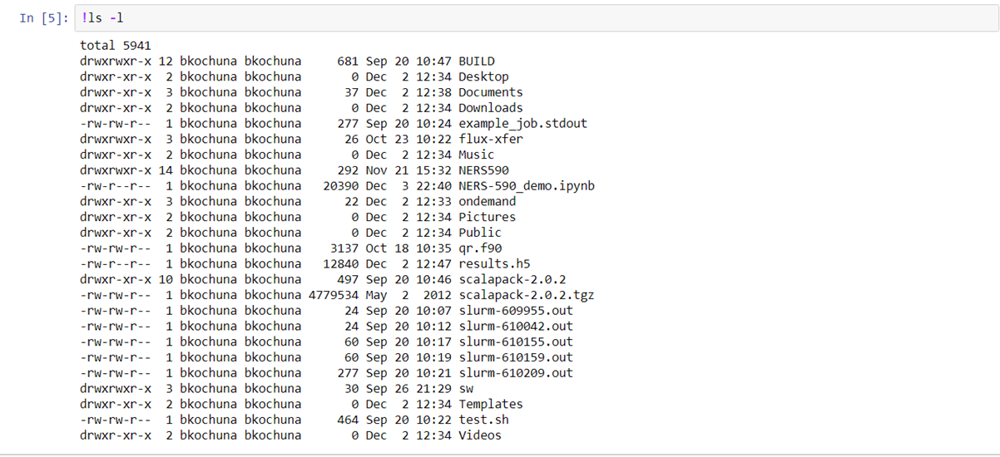 In [5]: !ls -l
total 5941
drwxrwxr-x 12 bkochuna bkochuna     681 Sep 20 10:47 BUILD
drwxr-xr-x  2 bkochuna bkochuna       0 Dec  2 12:34 Desktop
drwxr-xr-x  3 bkochuna bkochuna      37 Dec  2 12:38 Documents
drwxr-xr-x  2 bkochuna bkochuna       0 Dec  2 12:34 Downloads
-rw-rw-r--  1 bkochuna bkochuna     277 Sep 20 10:24 example_job.stdout
drwxrwxr-x  3 bkochuna bkochuna      26 Oct 23 10:22 flux-xfer
drwxr-xr-x  2 bkochuna bkochuna       0 Dec  2 12:34 Music
drwxrwxr-x 14 bkochuna bkochuna     292 Nov 21 15:32 NERS590
-rw-r--r--  1 bkochuna bkochuna   20390 Dec  3 22:40 NERS-590_demo.ipynb
drwxr-xr-x  3 bkochuna bkochuna      22 Dec  2 12:33 ondemand
drwxr-xr-x  2 bkochuna bkochuna       0 Dec  2 12:34 Pictures
drwxr-xr-x  2 bkochuna bkochuna       0 Dec  2 12:34 Public
-rw-rw-r--  1 bkochuna bkochuna    3137 Oct 18 10:35 qr.f90
-rw-r--r--  1 bkochuna bkochuna   12840 Dec  2 12:47 results.h5
drwxr-xr-x 10 bkochuna bkochuna     497 Sep 20 10:46 scalapack-2.0.2
-rw-rw-r--  1 bkochuna bkochuna 4779534 May  2  2012 scalapack-2.0.2.tgz
-rw-rw-r--  1 bkochuna bkochuna      24 Sep 20 10:07 slurm-609955.out
-rw-rw-r--  1 bkochuna bkochuna      24 Sep 20 10:12 slurm-610042.out
-rw-rw-r--  1 bkochuna bkochuna      60 Sep 20 10:17 slurm-610155.out
-rw-rw-r--  1 bkochuna bkochuna      60 Sep 20 10:19 slurm-610159.out
-rw-rw-r--  1 bkochuna bkochuna     277 Sep 20 10:21 slurm-610209.out
drwxrwxr-x  3 bkochuna bkochuna      30 Sep 26 21:29 sw
drwxr-xr-x  2 bkochuna bkochuna       0 Dec  2 12:34 Templates
-rw-rw-r--  1 bkochuna bkochuna     464 Sep 20 10:22 test.sh
drwxr-xr-x  2 bkochuna bkochuna       0 Dec  2 12:34 Videos